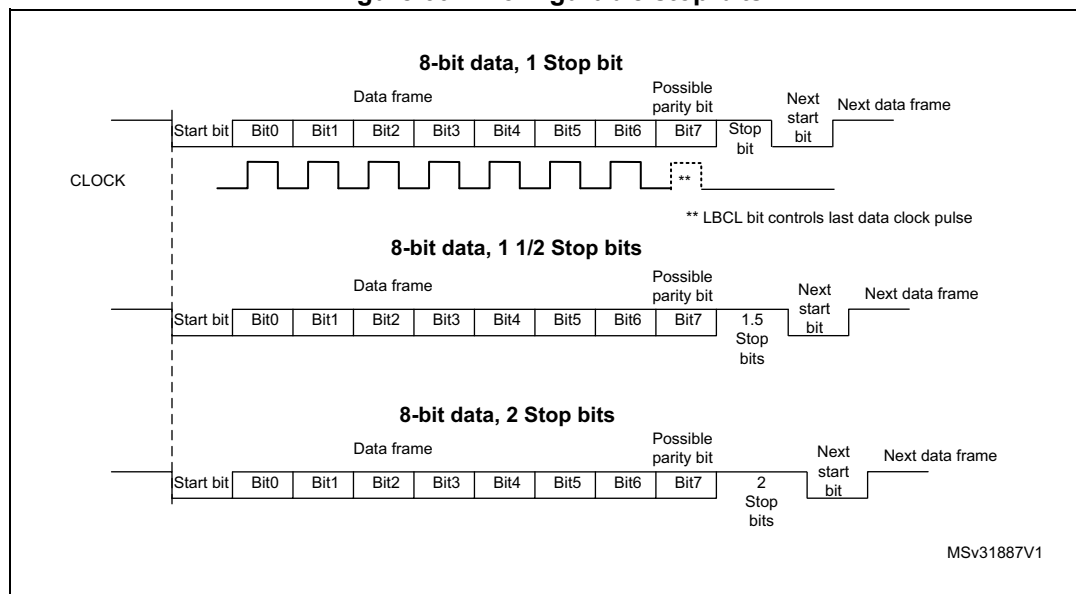 8-bit data, 1 Stop bit
Data frame
Possible
parity bit
Next
start
bit
Next data frame
Start bit Bit0 Bit1 Bit2 Bit3 Bit4 Bit5 Bit6 Bit7 Stop
bit
CLOCK
**
** LBCL bit controls last data clock pulse
8-bit data, 1 1/2 Stop bits
Data frame
Possible
parity bit
Next
start
bit
Next data frame
Start bit Bit0 Bit1 Bit2 Bit3 Bit4 Bit5 Bit6 Bit7 1.5
Stop
bits
8-bit data, 2 Stop bits
Data frame
Possible
parity bit
Next
start
bit
Next data frame
Start bit Bit0 Bit1 Bit2 Bit3 Bit4 Bit5 Bit6 Bit7 2
Stop
bits
MSv31887V1